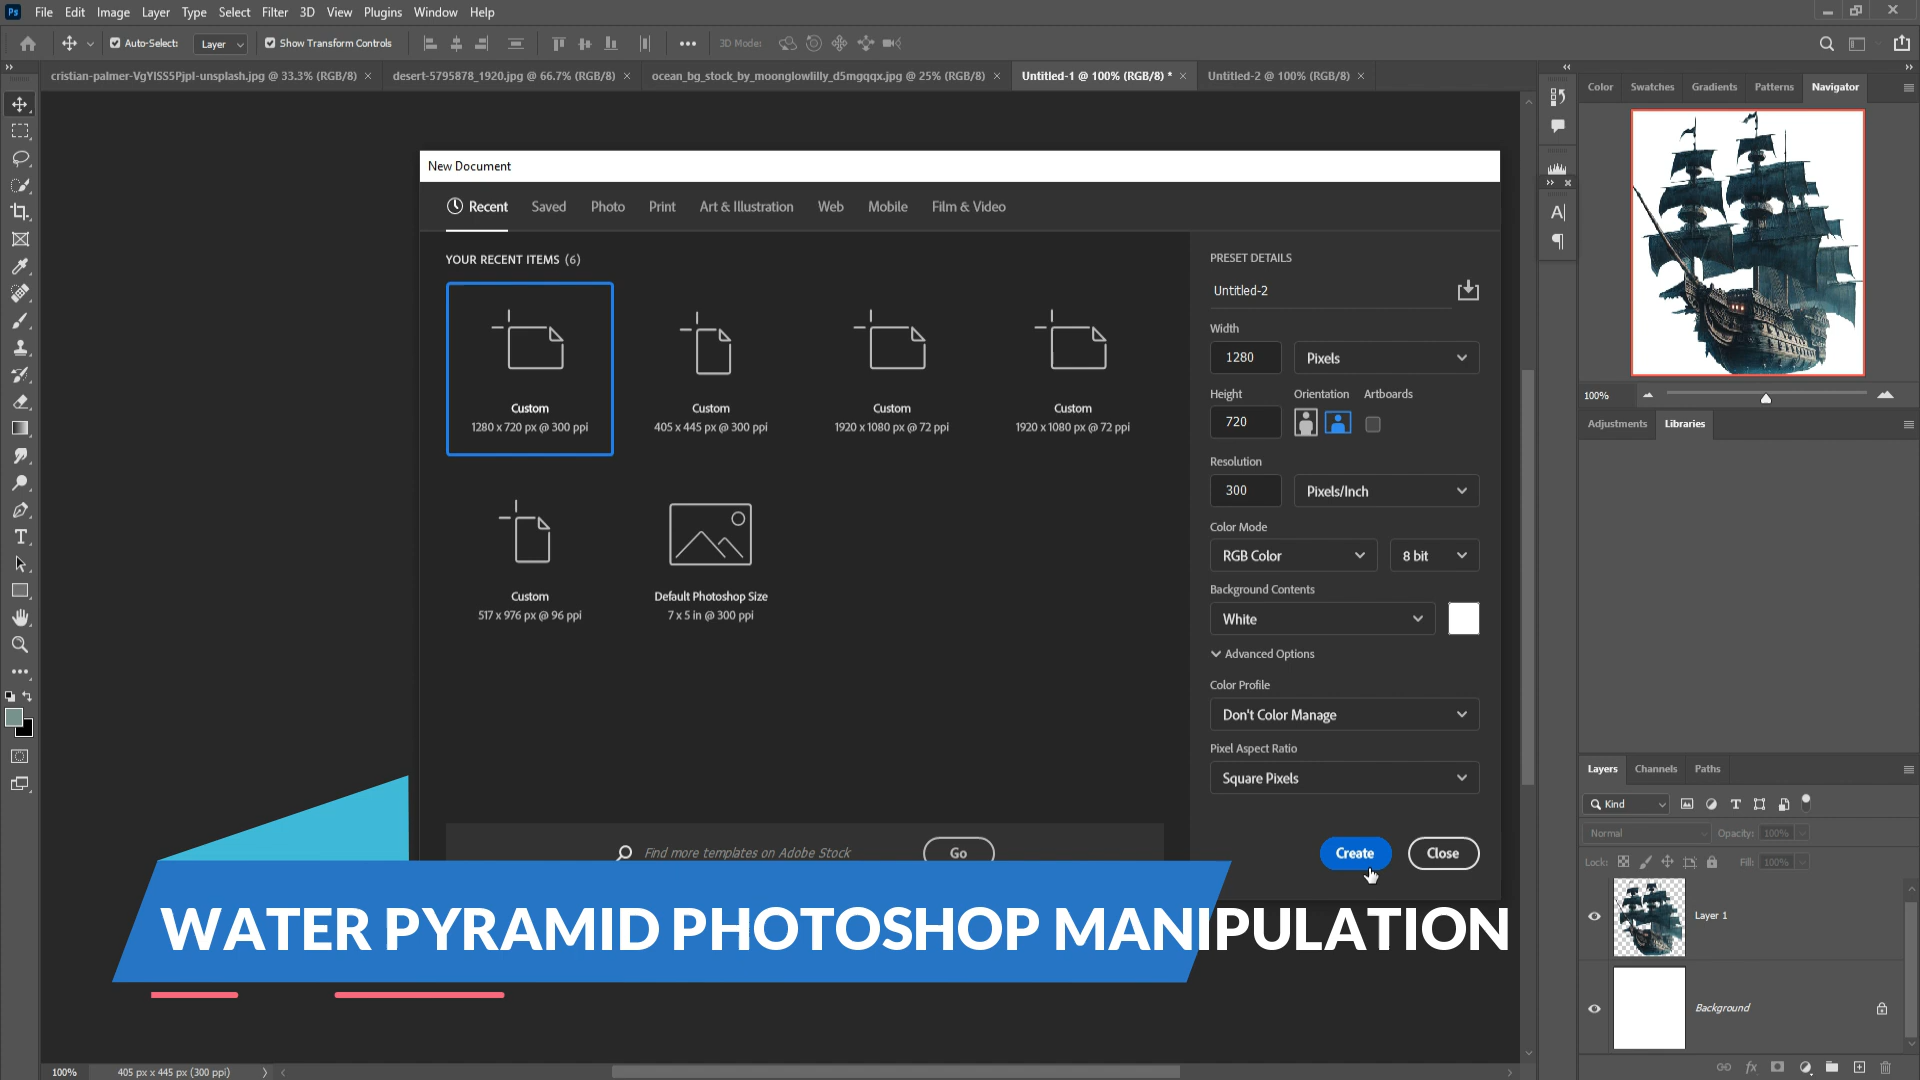 Ps File Edit Image Layer Type Select Filter 3D View Plugins Window Help
Auto-Select: Layer Show Transform Controls 3D Mode:
cristian-palmer-VgYlSS5PjpI-unsplash.jpg @ 33.3% (RGB/8) × desert-5795878_1920.jpg @ 66.7% (RGB/8) × ocean_bg_stock_by_moonglowlilly_d5mgqqx.jpg @ 25% (RGB/8) × Untitled-1 @ 100% (RGB/8) * × Untitled-2 @ 100% (RGB/8) ×
Color Swatches Gradients Patterns Navigator
New Document
Recent Saved Photo Print Art & Illustration Web Mobile Film & Video
YOUR RECENT ITEMS (6)
Custom
1280 x 720 px @ 300 ppi
Custom
405 x 445 px @ 300 ppi
Custom
1920 x 1080 px @ 72 ppi
Custom
1920 x 1080 px @ 72 ppi
Custom
517 x 976 px @ 96 ppi
Default Photoshop Size
7 x 5 in @ 300 ppi
Find more templates on Adobe Stock Go
PRESET DETAILS
Untitled-2
Width
1280 Pixels
Height Orientation Artboards
720
Resolution
300 Pixels/Inch
Color Mode
RGB Color 8 bit
Background Contents
White
Advanced Options
Color Profile
Don't Color Manage
Pixel Aspect Ratio
Square Pixels
Create Close
100%
Adjustments Libraries
Layers Channels Paths
Kind
Normal Opacity: 100%
Lock: Fill: 100%
Layer 1
Background
WATER PYRAMID PHOTOSHOP MANIPULATION
100% 405 px x 445 px (300 ppi)